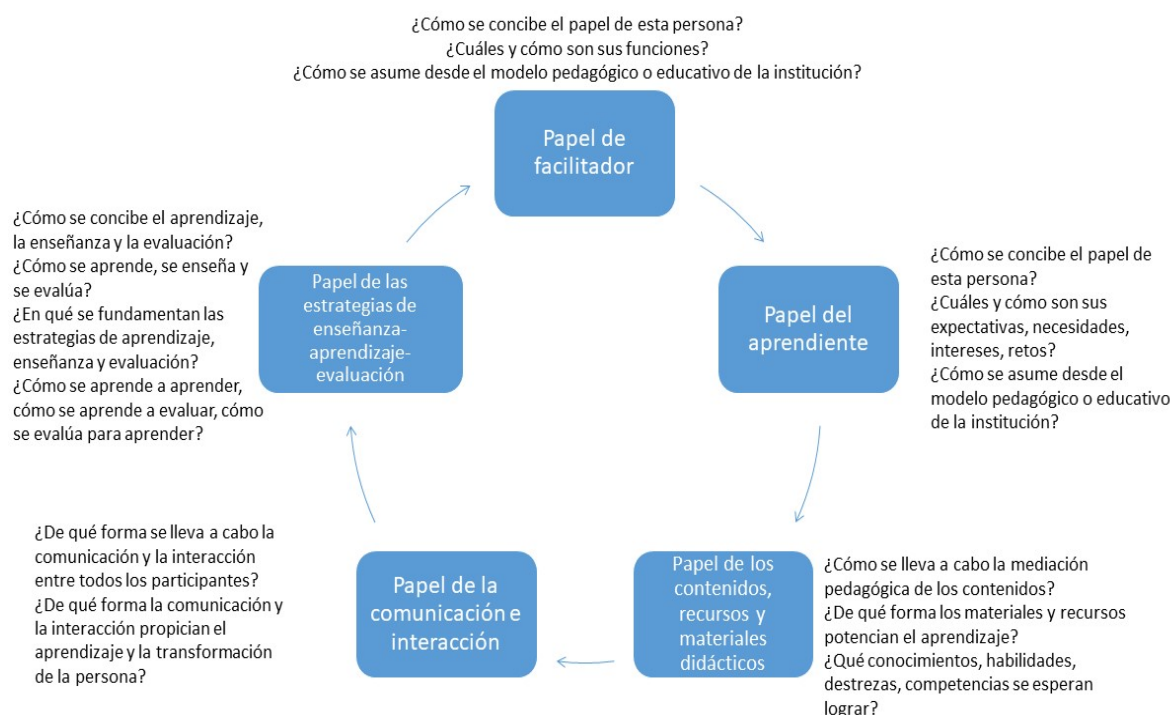 ¿Cómo se concibe el papel de esta persona?
¿Cuáles y cómo son sus funciones?
¿Cómo se asume desde el modelo pedagógico o educativo de la institución?
Papel de
facilitador
¿Cómo se concibe el papel de
esta persona?
¿Cuáles y cómo son sus
expectativas, necesidades,
intereses, retos?
¿Cómo se asume desde el
modelo pedagógico o educativo
de la institución?
Papel del
aprendiente
Papel de los
contenidos,
recursos y
materiales
didácticos
¿Cómo se lleva a cabo la mediación
pedagógica de los contenidos?
¿De qué forma los materiales y recursos
potencian el aprendizaje?
¿Qué conocimientos, habilidades,
destrezas, competencias se esperan
lograr?
Papel de la
comunicación e
interacción
¿De qué forma se lleva a cabo la
comunicación y la interacción
entre todos los participantes?
¿De qué forma la comunicación y
la interacción propician el
aprendizaje y la transformación
de la persona?
Papel de las
estrategias de
enseñanza-
aprendizaje-
evaluación
¿Cómo se concibe el aprendizaje,
la enseñanza y la evaluación?
¿Cómo se aprende, se enseña y
se evalúa?
¿En qué se fundamentan las
estrategias de aprendizaje,
enseñanza y evaluación?
¿Cómo se aprende a aprender,
cómo se aprende a evaluar, cómo
se evalúa para aprender?